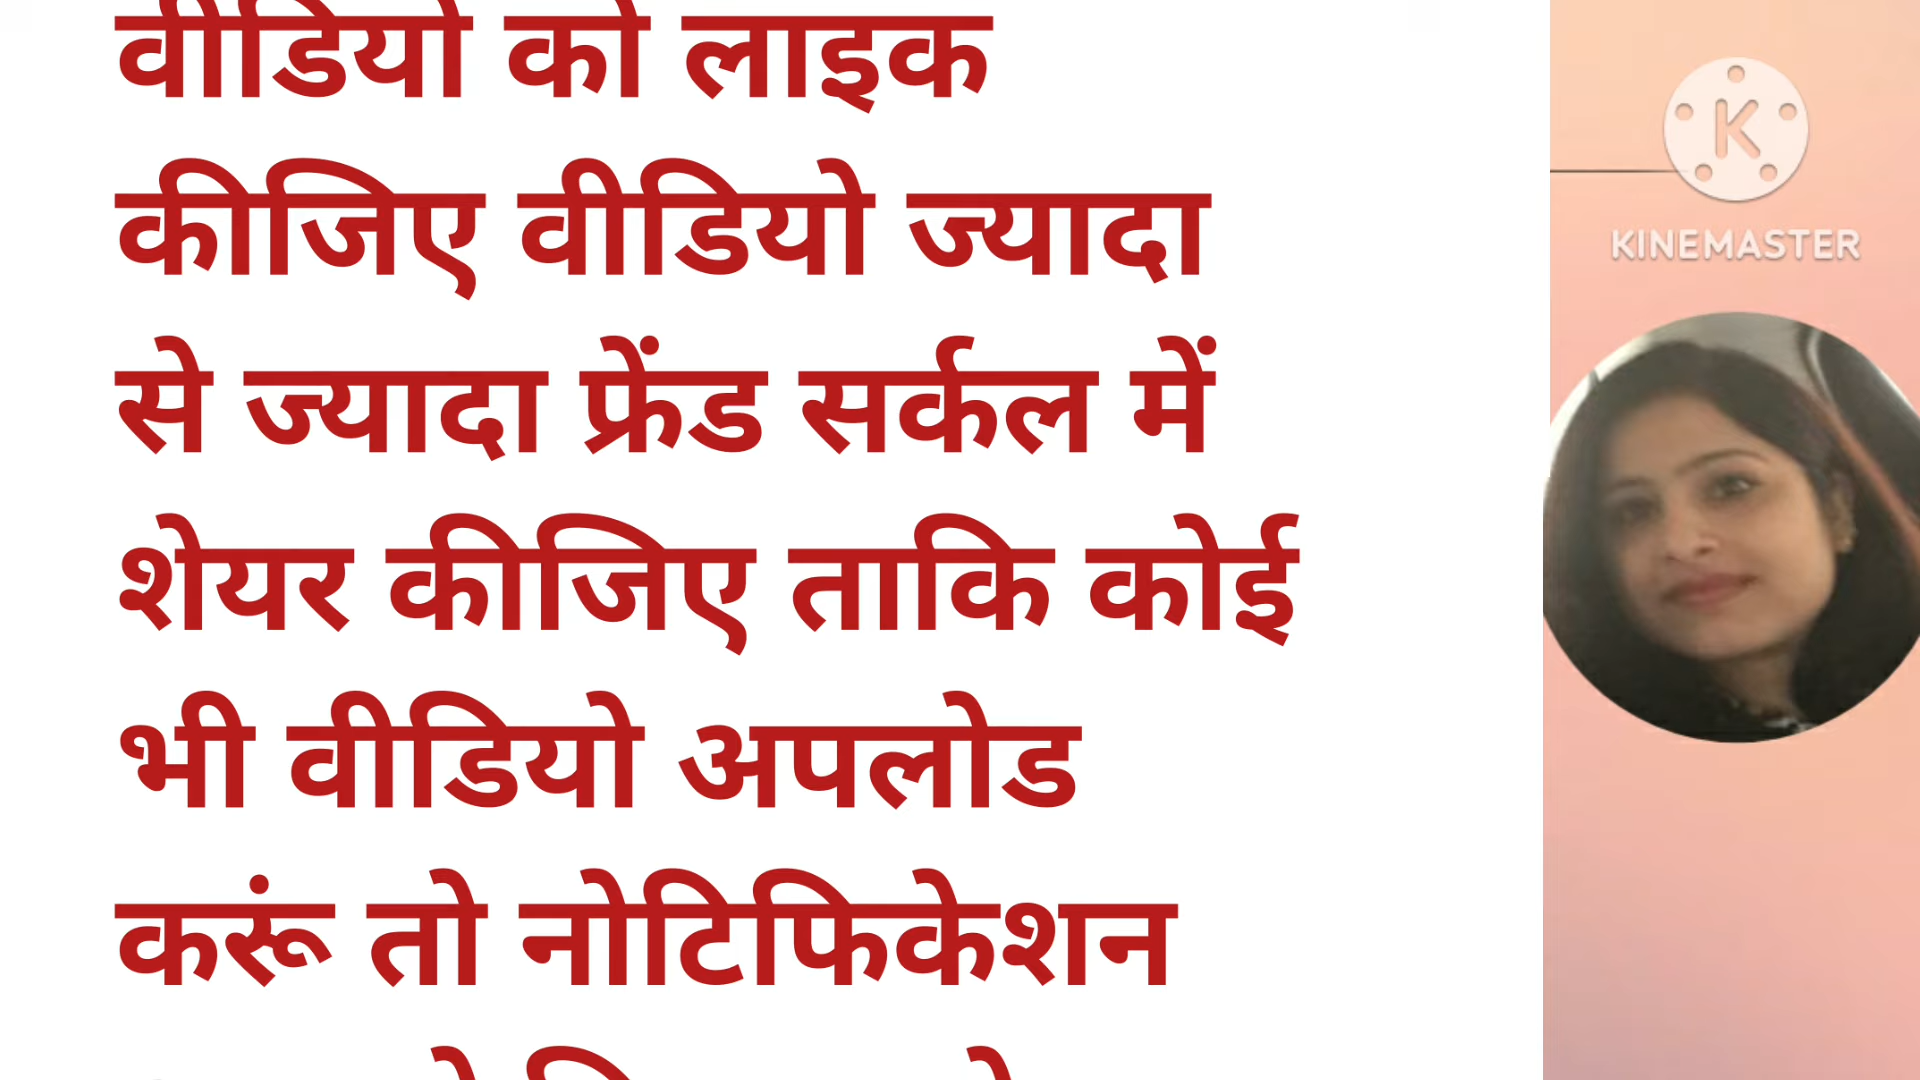 वीडियो को लाइक
कीजिए वीडियो ज्यादा
से ज्यादा फ्रेंड सर्कल में
शेयर कीजिए ताकि कोई
भी वीडियो अपलोड
करूं तो नोटिफिकेशन
K
KINEMASTER